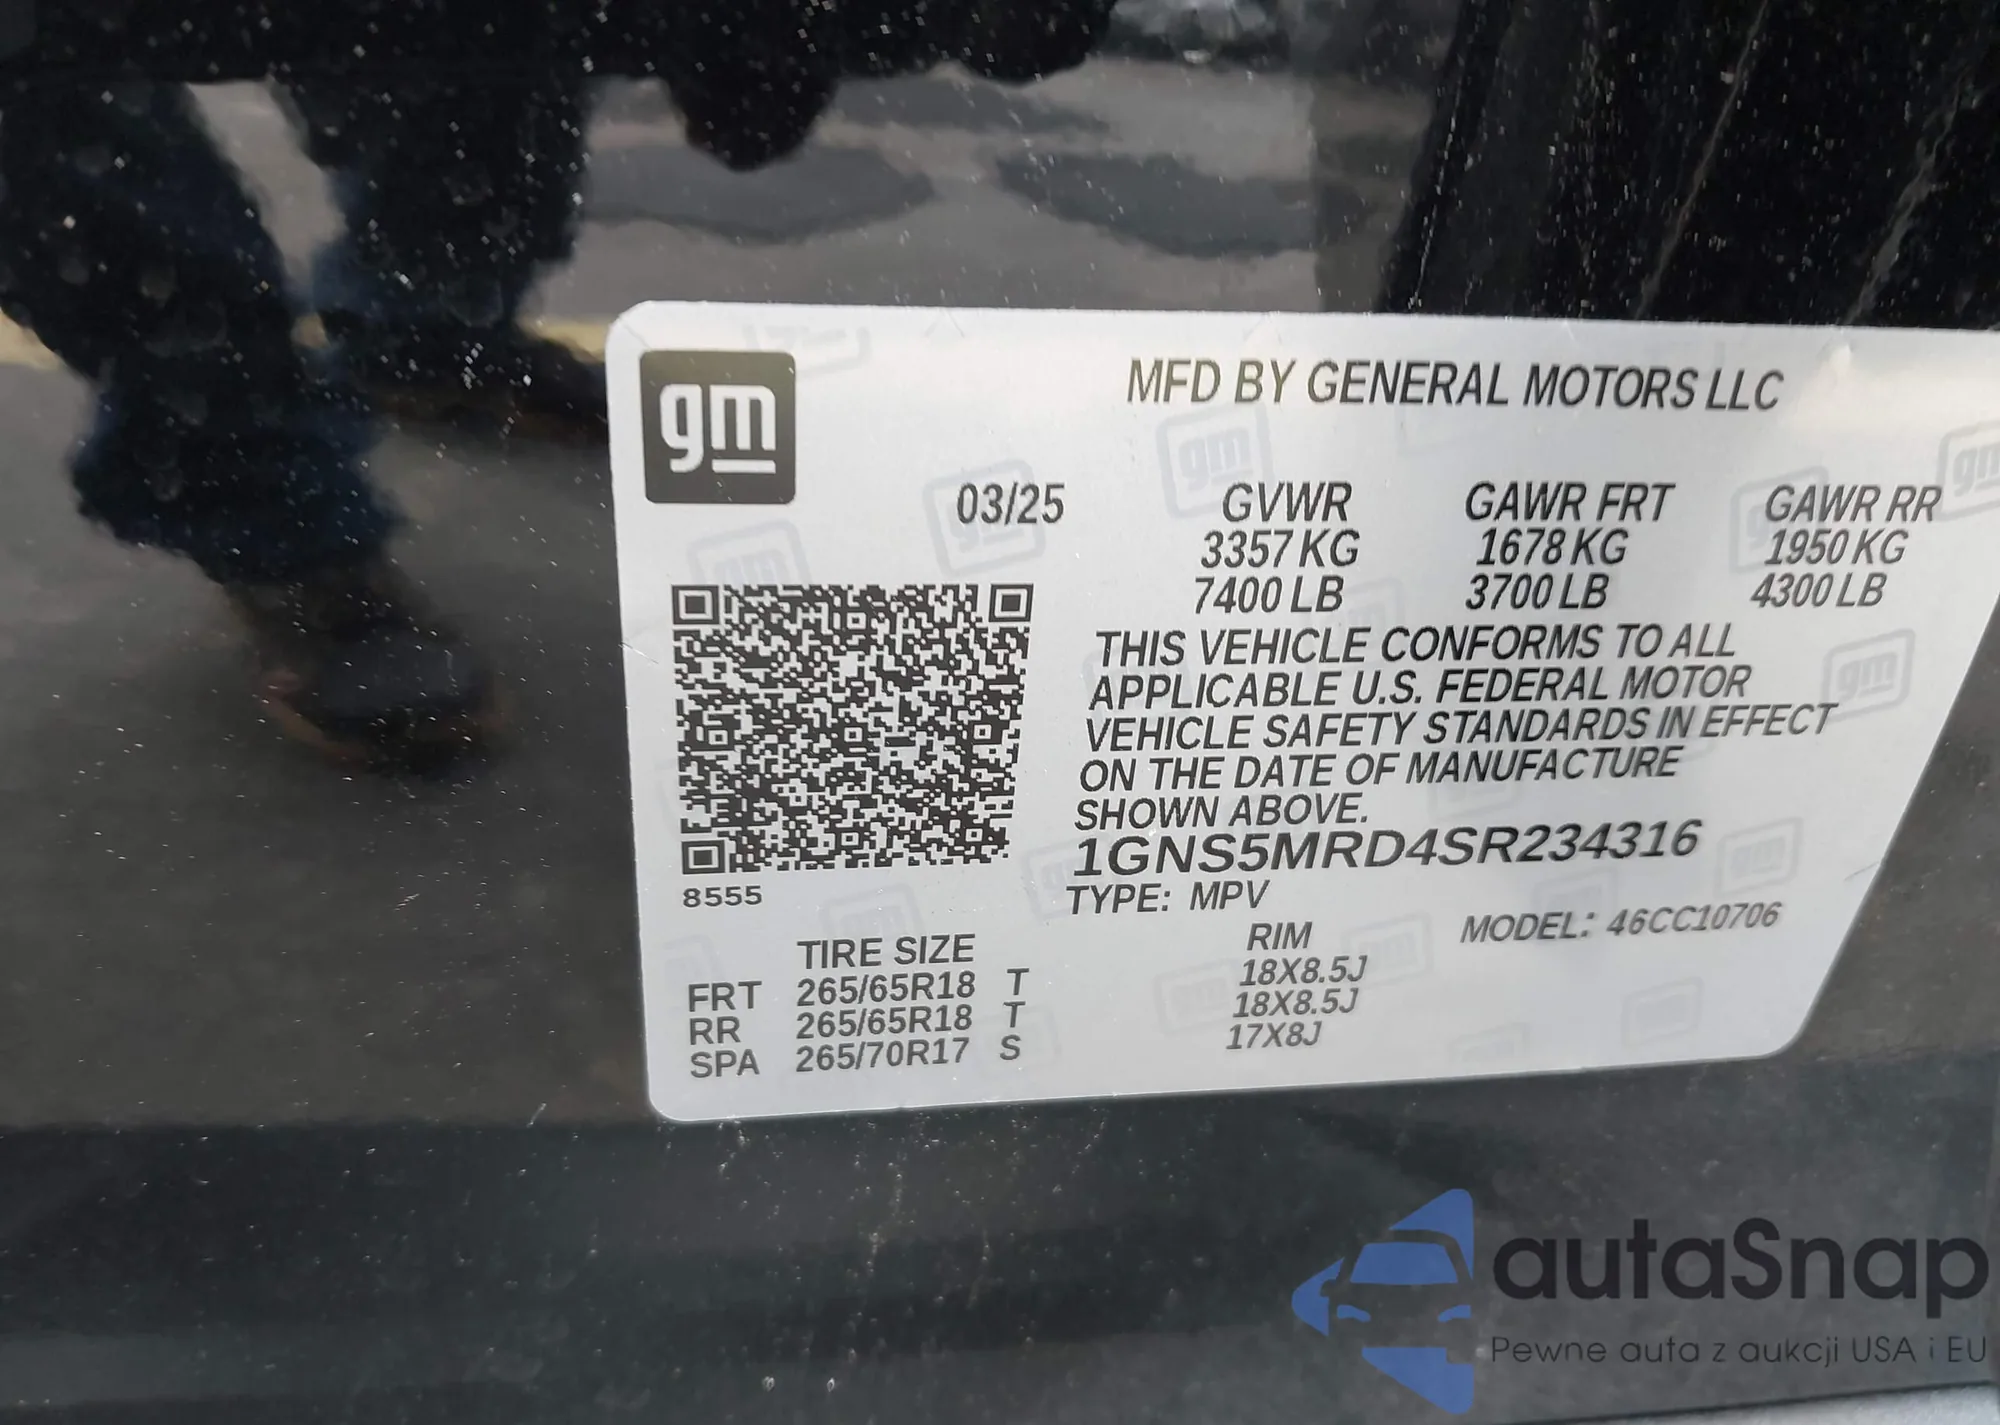 gm
MFD BY GENERAL MOTORS LLC
03/25 GVWR GAWR FRT GAWR RR
3357 KG 1678 KG 1950 KG
7400 LB 3700 LB 4300 LB
THIS VEHICLE CONFORMS TO ALL
APPLICABLE U.S. FEDERAL MOTOR
VEHICLE SAFETY STANDARDS IN EFFECT
ON THE DATE OF MANUFACTURE
SHOWN ABOVE.
1GNS5MRD4SR234316
8555
TYPE: MPV MODEL: 46CC10706
TIRE SIZE RIM
FRT 265/65R18 T 18X8.5J
RR 265/65R18 T 18X8.5J
SPA 265/70R17 S 17X8J
autaSnap
Pewne auta z aukcji USA i EU